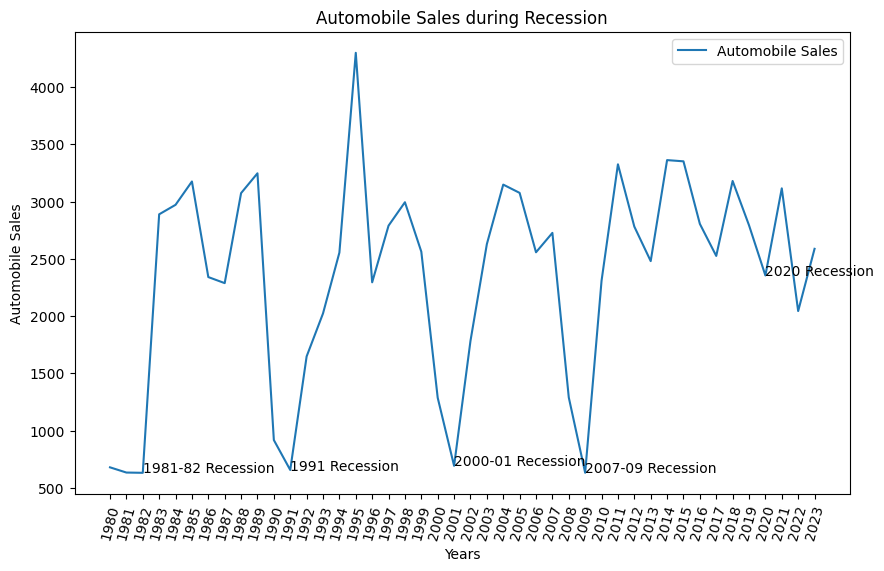 Automobile Sales during Recession
Automobile Sales
4000
3500
3000
2500
2000
1500
1000
500
Automobile Sales
2020 Recession
1981-82 Recession
1991 Recession
2000-01 Recession
2007-09 Recession
1980 1981 1982 1983 1984 1985 1986 1987 1988 1989 1990 1991 1992 1993 1994 1995 1996 1997 1998 1999 2000 2001 2002 2003 2004 2005 2006 2007 2008 2009 2010 2011 2012 2013 2014 2015 2016 2017 2018 2019 2020 2021 2022 2023
Years